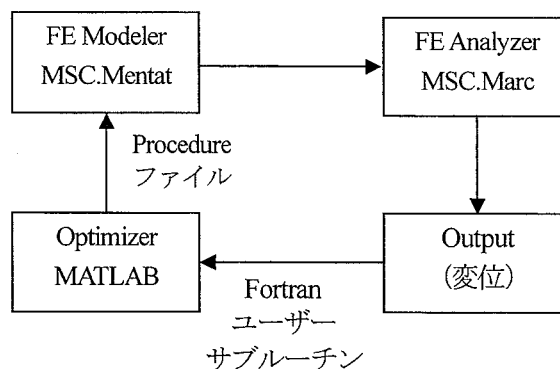 FE Modeler
MSC.Mentat
FE Analyzer
MSC.Marc
Procedure
ファイル
Optimizer
MATLAB
Output
(変位)
Fortran
ユーザー
サブルーチン